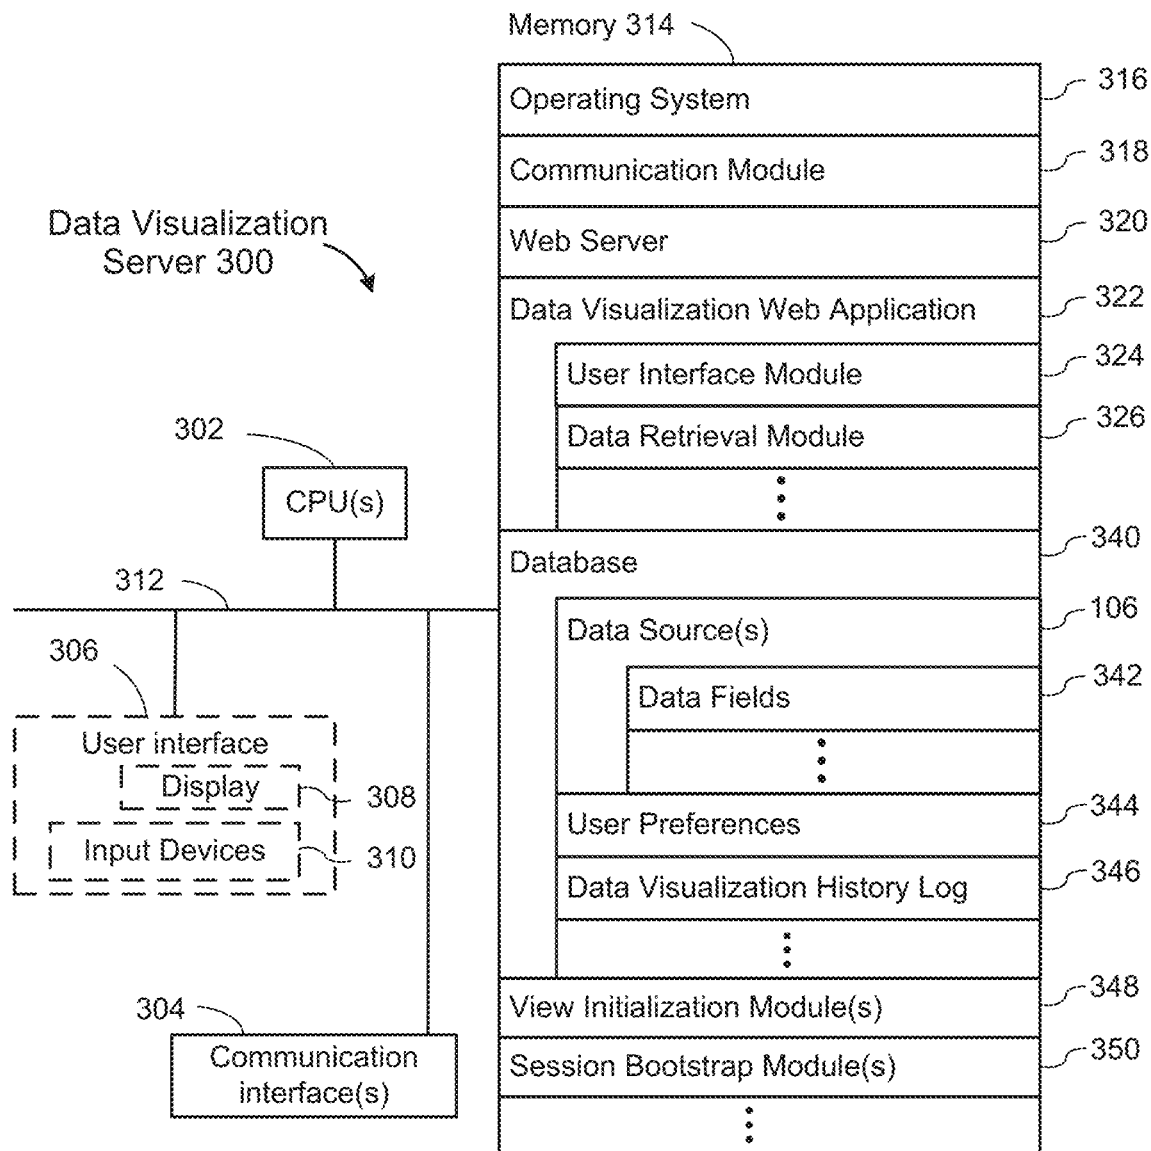 Memory 314
Operating System
316
Communication Module
318
Web Server
320
Data Visualization
Server 300
Data Visualization Web Application
322
User Interface Module
324
Data Retrieval Module
326
302
CPU(s)
Database
340
312
Data Source(s)
106
306
Data Fields
342
User interface
Display
308
Input Devices
310
User Preferences
344
Data Visualization History Log
346
View Initialization Module(s)
348
304
Communication
interface(s)
Session Bootstrap Module(s)
350